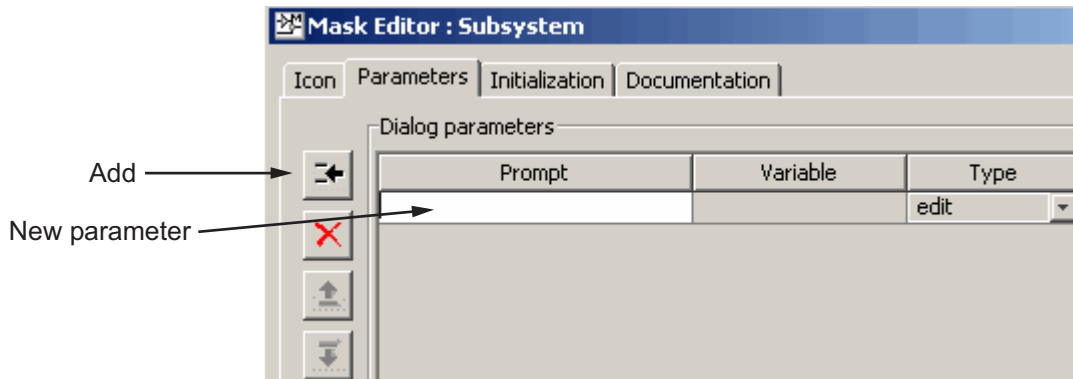 Mask Editor : Subsystem
Icon Parameters Initialization Documentation
Dialog parameters
Add
Prompt Variable Type
edit
New parameter